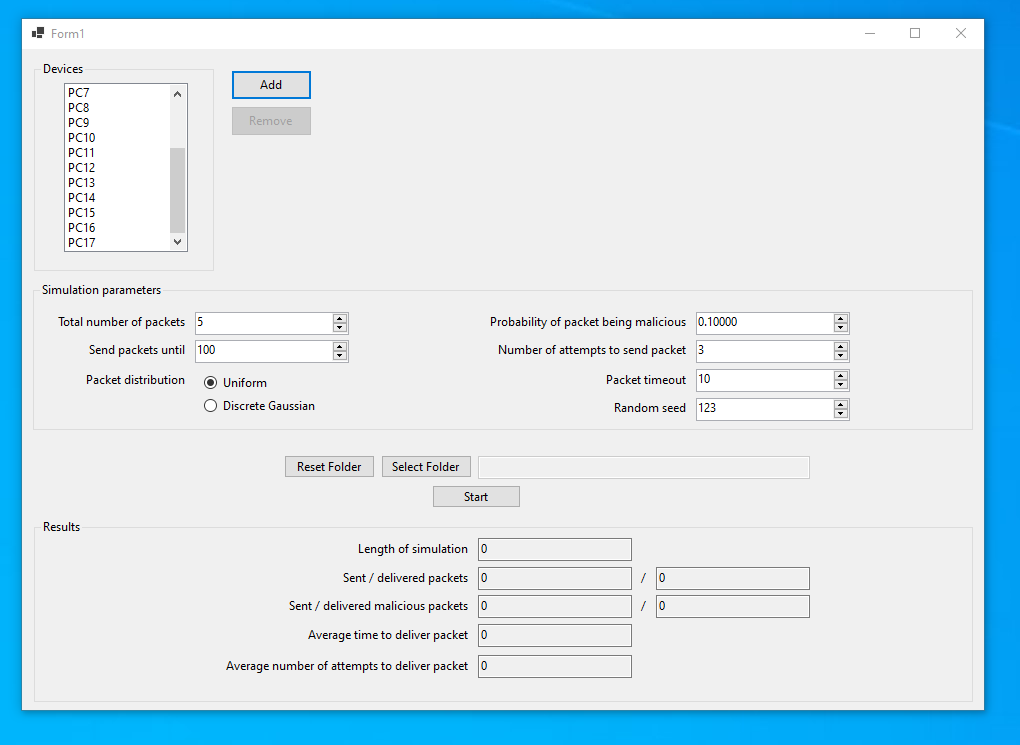 Form1
Devices
PC7
PC8
PC9
PC10
PC11
PC12
PC13
PC14
PC15
PC16
PC17
Add
Remove
Simulation parameters
Total number of packets 5
Probability of packet being malicious 0.10000
Send packets until 100
Number of attempts to send packet 3
Packet distribution Uniform
Packet timeout 10
Discrete Gaussian
Random seed 123
Reset Folder Select Folder
Start
Results
Length of simulation 0
Sent / delivered packets 0 / 0
Sent / delivered malicious packets 0 / 0
Average time to deliver packet 0
Average number of attempts to deliver packet 0